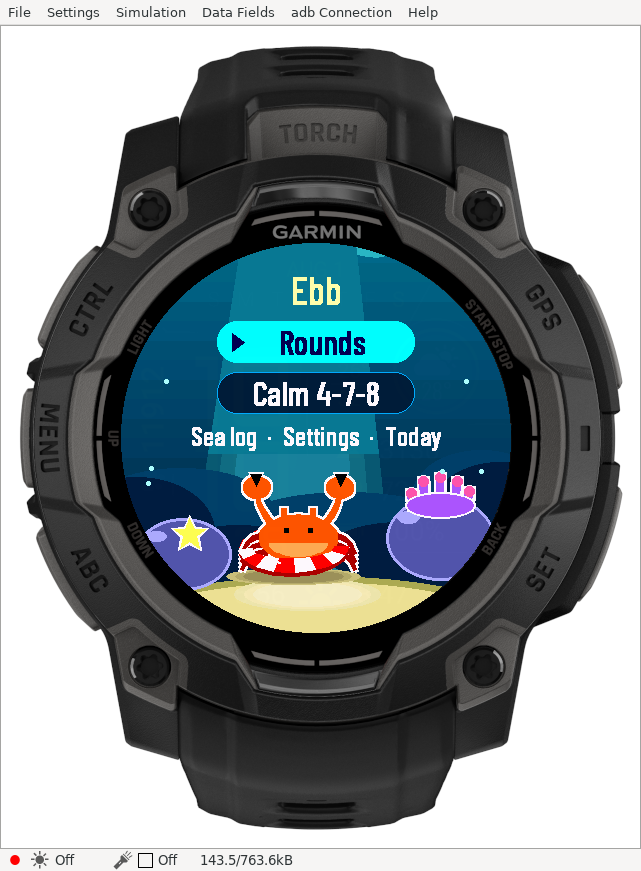 File Settings Simulation Data Fields adb Connection Help
TORCH
GARMIN
CTRL
LIGHT
GPS
START/STOP
MENU
UP
DOWN
ABC
BACK
SET
Ebb
Rounds
Calm 4-7-8
Sea log · Settings · Today
Off Off 143.5/763.6kB